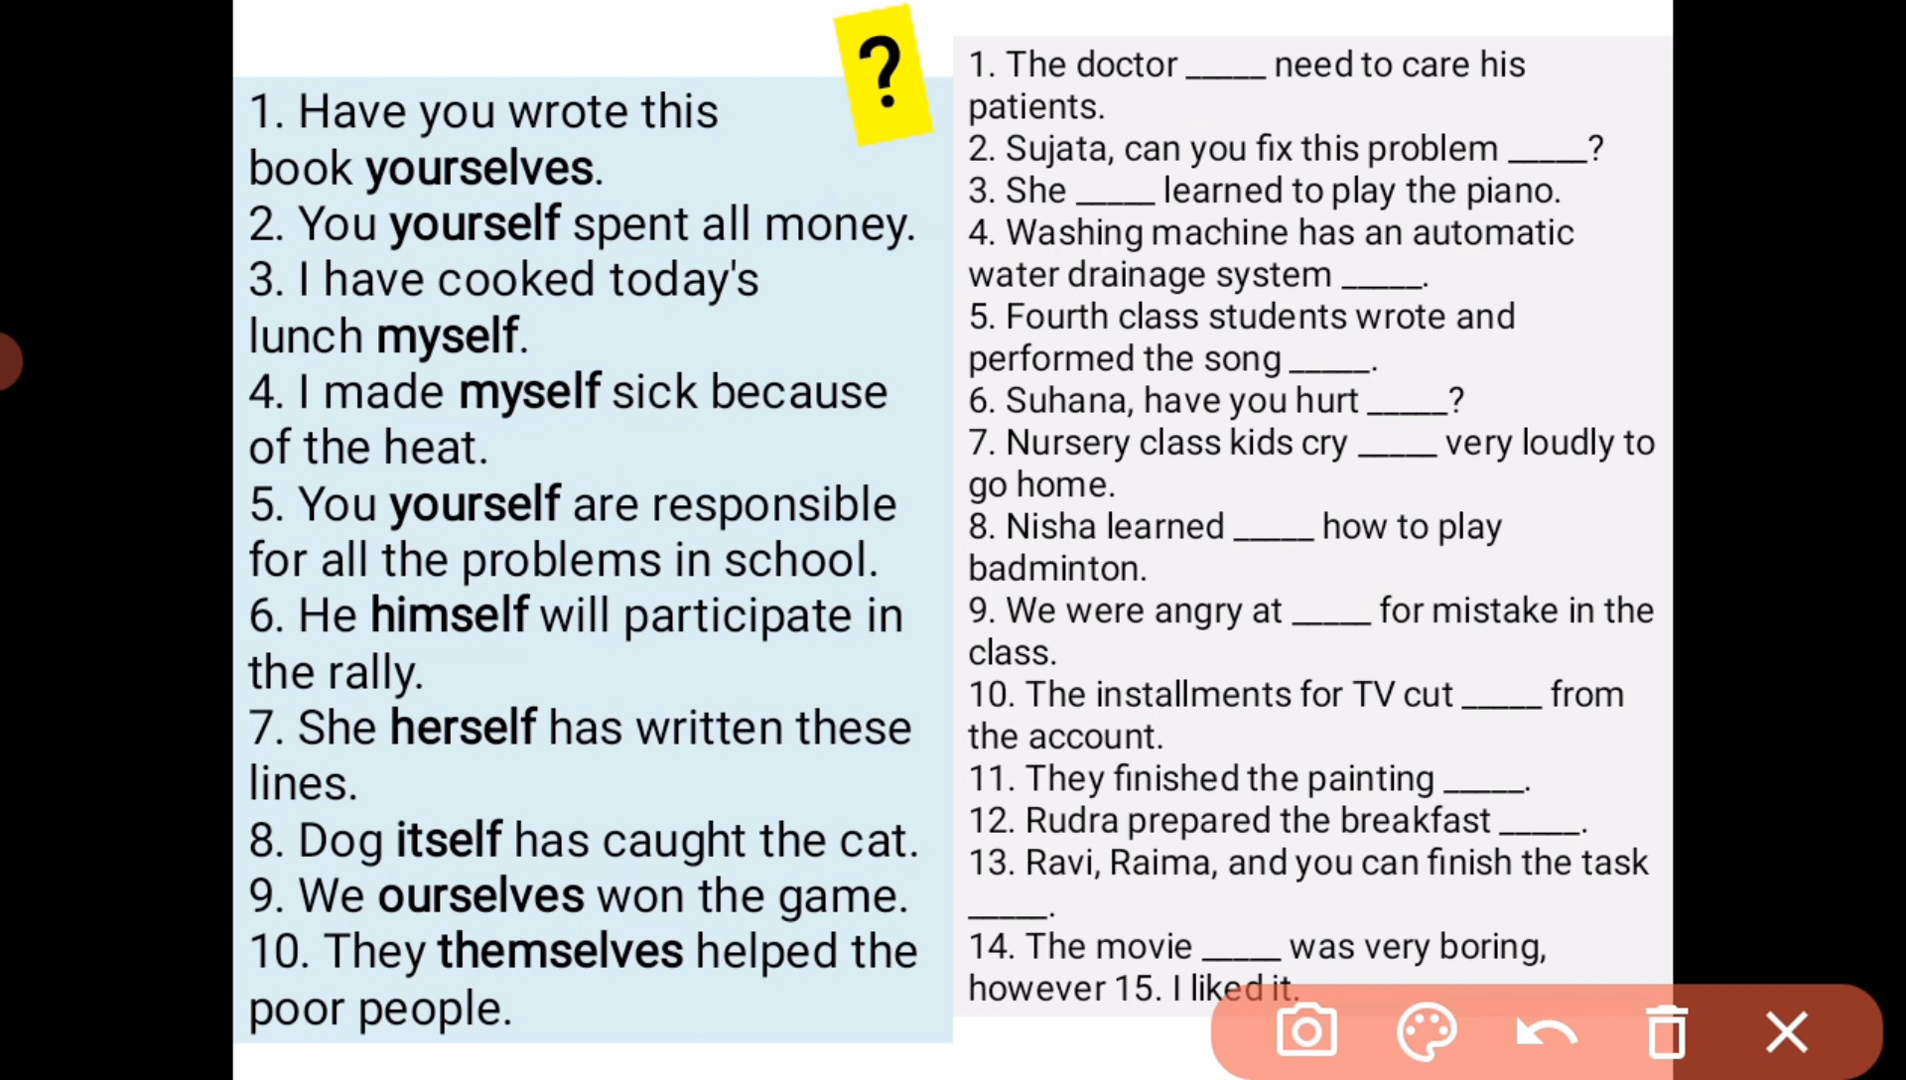 ?
1. Have you wrote this
book yourselves.
2. You yourself spent all money.
3. I have cooked today's
lunch myself.
4. I made myself sick because
of the heat.
5. You yourself are responsible
for all the problems in school.
6. He himself will participate in
the rally.
7. She herself has written these
lines.
8. Dog itself has caught the cat.
9. We ourselves won the game.
10. They themselves helped the
poor people.
1. The doctor _____ need to care his
patients.
2. Sujata, can you fix this problem _____?
3. She _____ learned to play the piano.
4. Washing machine has an automatic
water drainage system _____.
5. Fourth class students wrote and
performed the song _____.
6. Suhana, have you hurt _____?
7. Nursery class kids cry _____ very loudly to
go home.
8. Nisha learned _____ how to play
badminton.
9. We were angry at _____ for mistake in the
class.
10. The installments for TV cut _____ from
the account.
11. They finished the painting _____.
12. Rudra prepared the breakfast _____.
13. Ravi, Raima, and you can finish the task
_____.
14. The movie _____ was very boring,
however 15. I liked it.